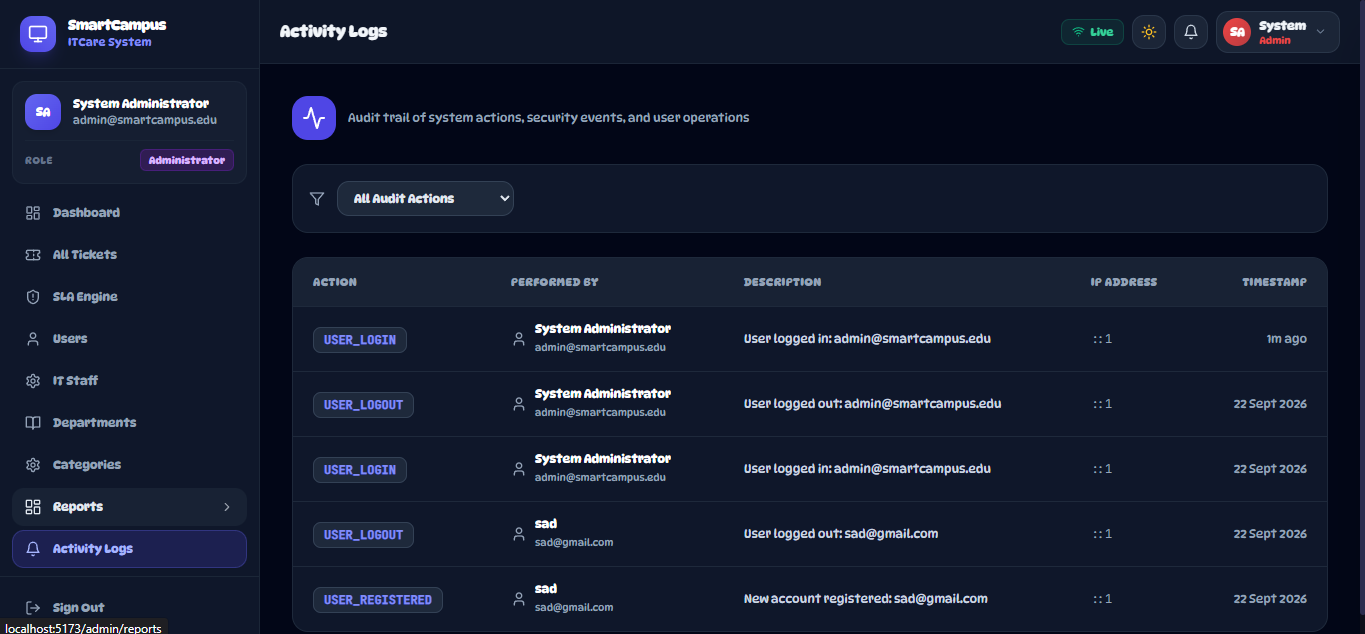 SmartCampus
ITCare System
SA
System Administrator
admin@smartcampus.edu
ROLE
Administrator
Dashboard
All Tickets
SLA Engine
Users
IT Staff
Departments
Categories
Reports
Activity Logs
Sign Out
localhost:5173/admin/reports
Activity Logs
Live
SA
System
Admin
Audit trail of system actions, security events, and user operations
All Audit Actions
ACTION PERFORMED BY DESCRIPTION IP ADDRESS TIMESTAMP
USER_LOGIN System Administrator admin@smartcampus.edu User logged in: admin@smartcampus.edu ::1 1m ago
USER_LOGOUT System Administrator admin@smartcampus.edu User logged out: admin@smartcampus.edu ::1 22 Sept 2026
USER_LOGIN System Administrator admin@smartcampus.edu User logged in: admin@smartcampus.edu ::1 22 Sept 2026
USER_LOGOUT sad sad@gmail.com User logged out: sad@gmail.com ::1 22 Sept 2026
USER_REGISTERED sad sad@gmail.com New account registered: sad@gmail.com ::1 22 Sept 2026